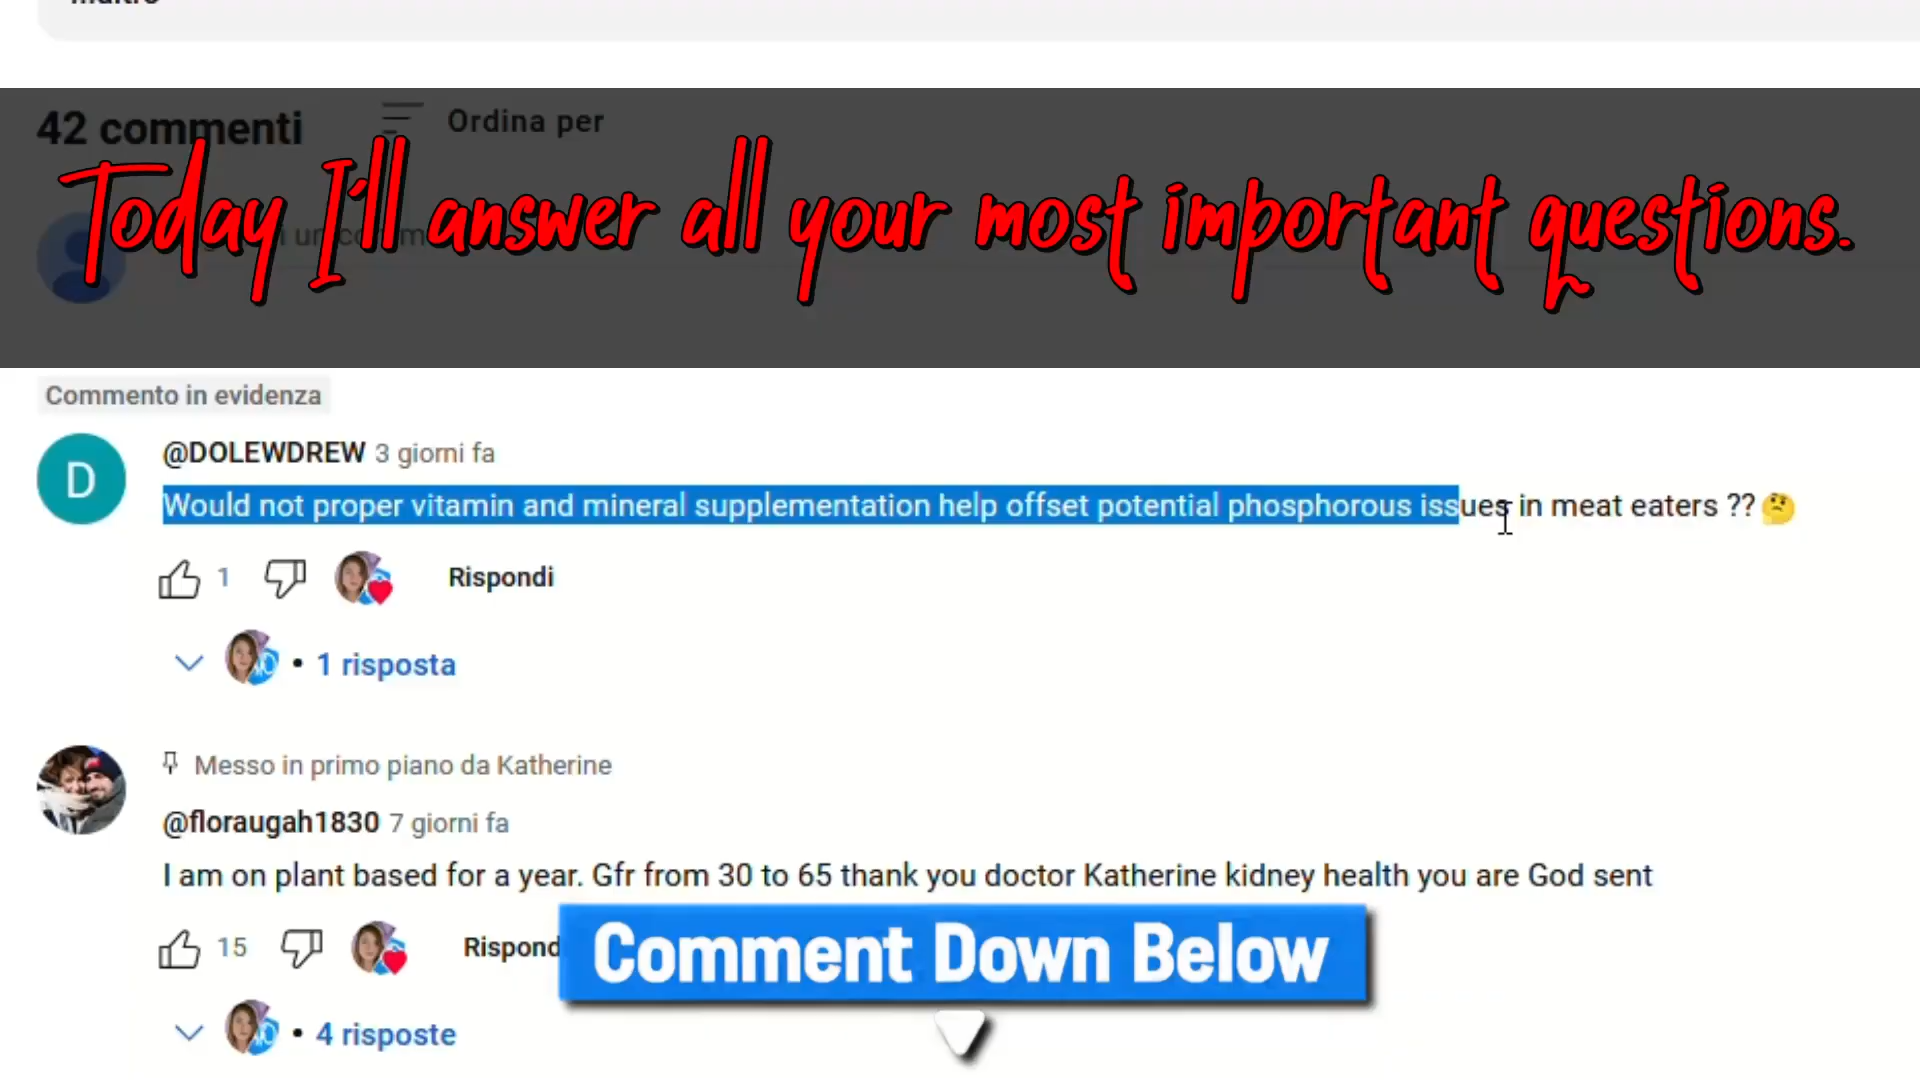 42 commenti
Ordina per
Today I'll answer all your most important questions.
Commento in evidenza
D
@DOLEWDREW 3 giorni fa
Would not proper vitamin and mineral supplementation help offset potential phosphorous issues in meat eaters ??🤔
1
Rispondi
• 1 risposta
Messo in primo piano da Katherine
@floraugah1830 7 giorni fa
I am on plant based for a year. Gfr from 30 to 65 thank you doctor Katherine kidney health you are God sent
15
Rispond
Comment Down Below
• 4 risposte